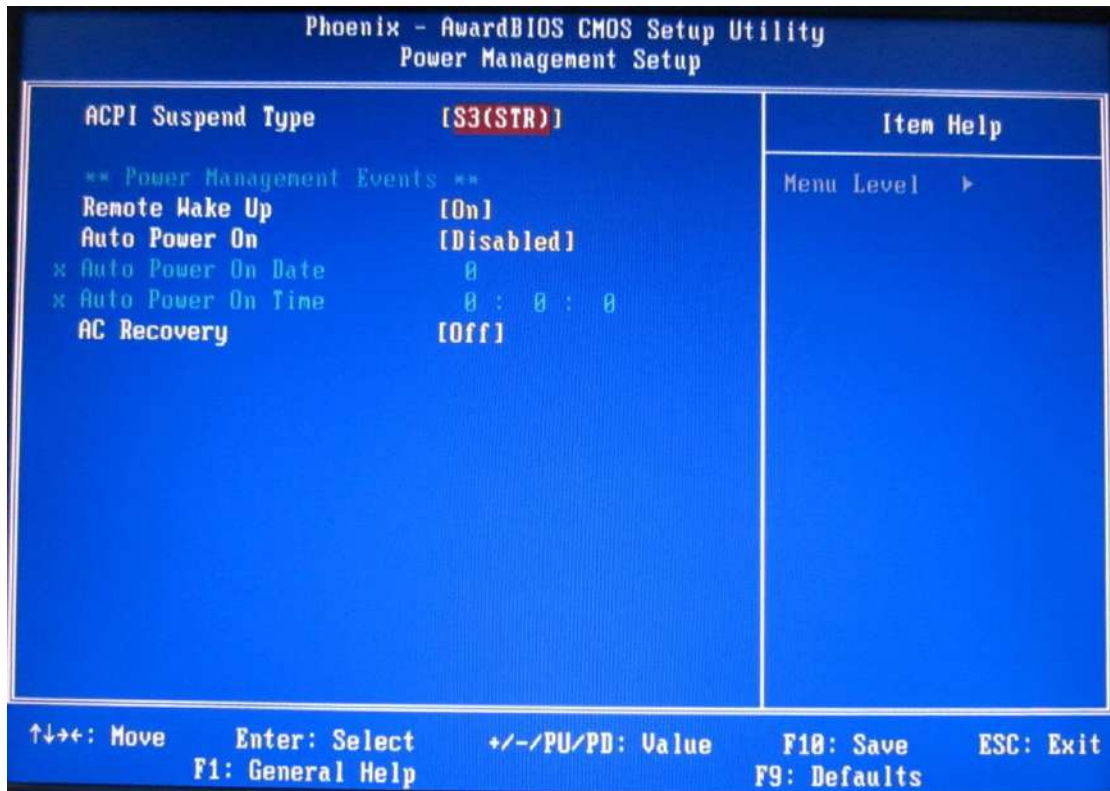 Phoenix - AwardBIOS CMOS Setup Utility
Power Management Setup
ACPI Suspend Type [S3(STR)]
Item Help
** Power Management Events **
Menu Level ▸
Remote Wake Up [On]
Auto Power On [Disabled]
x Auto Power On Date 0
x Auto Power On Time 0 : 0 : 0
AC Recovery [Off]
↑↓→←: Move Enter: Select +/-/PU/PD: Value F10: Save ESC: Exit
F1: General Help F9: Defaults